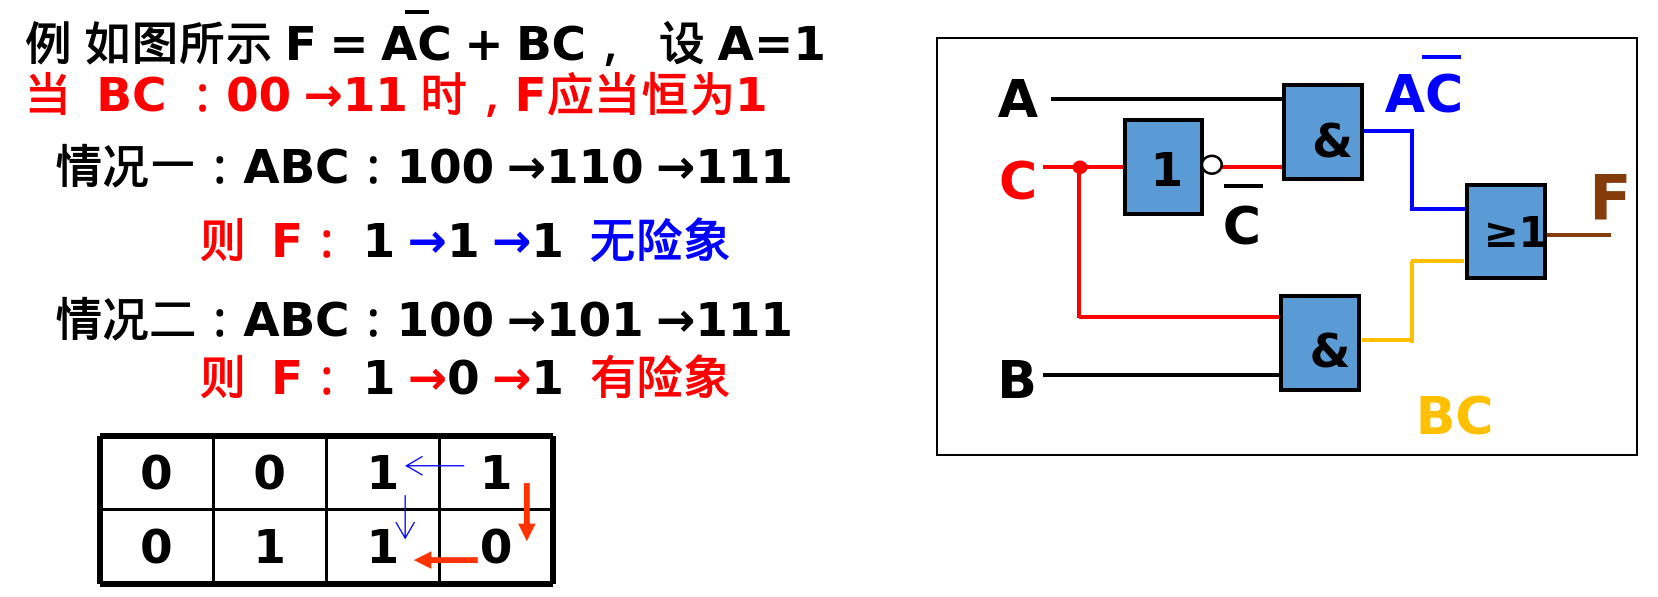 例 如图所示 F = AC̅ + BC ， 设 A=1
当 BC ：00 →11 时，F应当恒为1
情况一：ABC：100 →110 →111
则 F： 1 →1 →1 无险象
情况二：ABC：100 →101 →111
则 F： 1 →0 →1 有险象
0 0 1 1
0 1 1 0
A
C
B
1
C̅
&
AC̅
&
BC
≥1
F